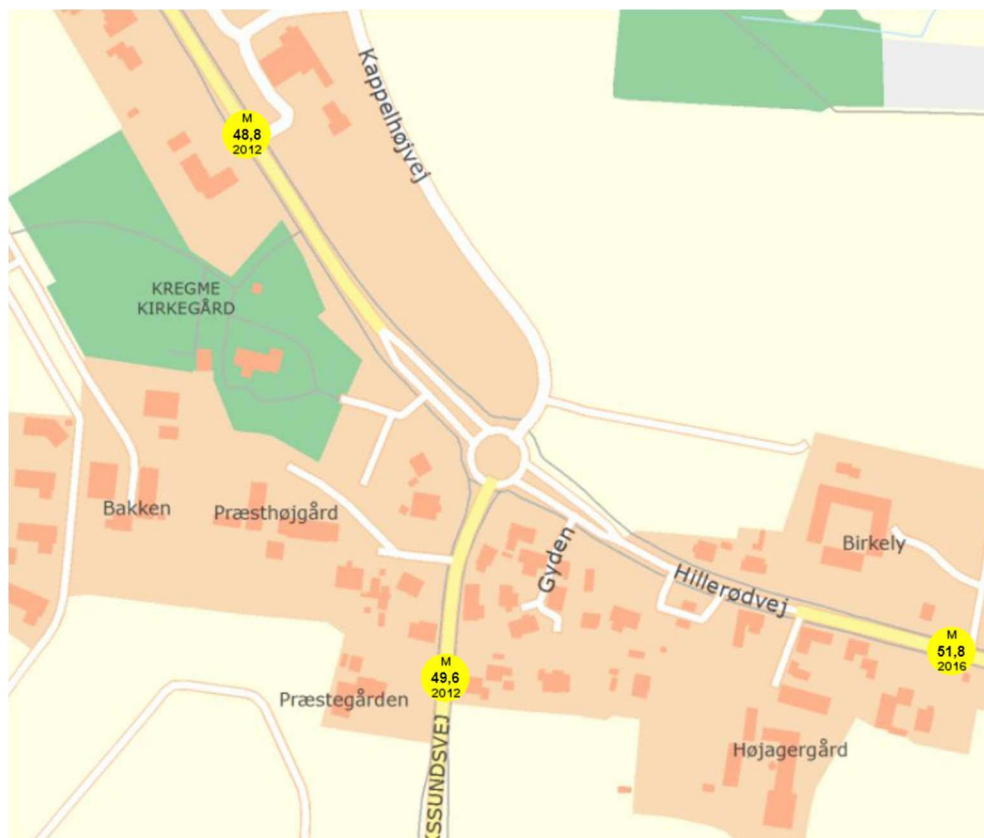 Kappelhøjvej
M
48,8
2012
KREGME
KIRKEGÅRD
Bakken
Præsthøjgård
Gyden
Birkely
Hillerødvej
M
51,8
2016
M
49,6
2012
Præstegården
KSSUNDSVEJ
Højagergård